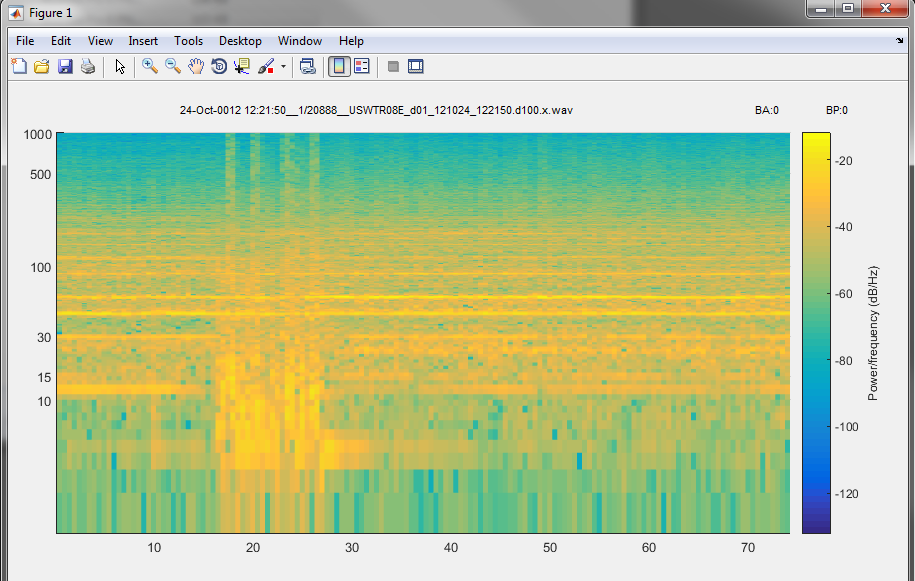 Figure 1
File Edit View Insert Tools Desktop Window Help
24-Oct-0012 12:21:50__1/20888__USWTR08E_d01_121024_122150.d100.x.wav BA:0 BP:0
1000
500
100
30
15
10
10 20 30 40 50 60 70
-20
-40
-60
-80
-100
-120
Power/frequency (dB/Hz)